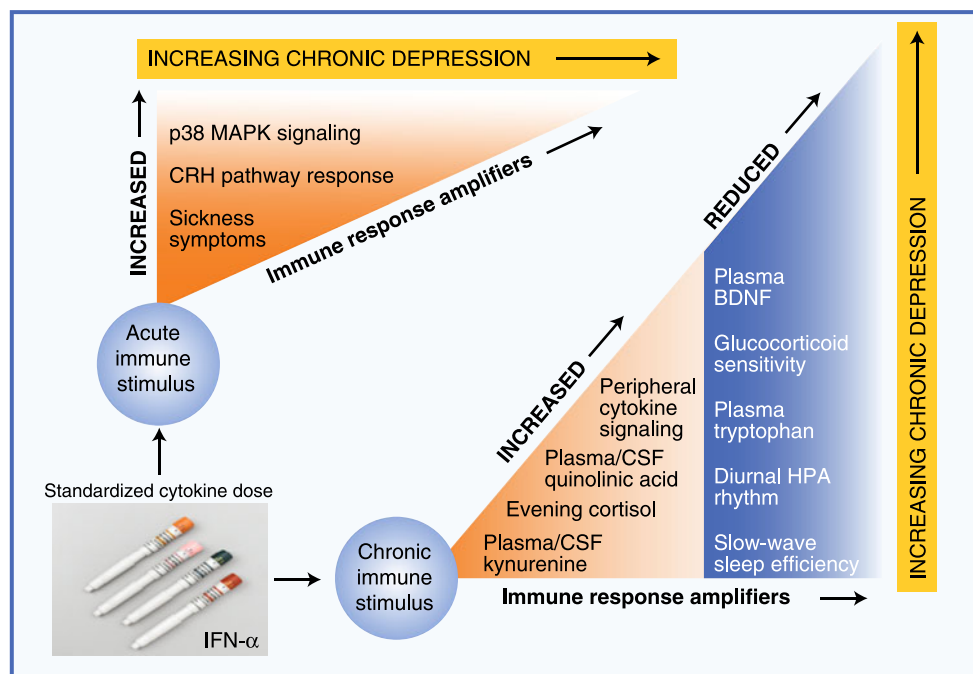 INCREASING CHRONIC DEPRESSION
INCREASED
p38 MAPK signaling
CRH pathway response
Sickness
symptoms
Immune response amplifiers
Acute
immune
stimulus
Standardized cytokine dose
IFN-α
Chronic
immune
stimulus
INCREASED
Peripheral
cytokine
signaling
Plasma/CSF
quinolinic acid
Evening cortisol
Plasma/CSF
kynurenine
REDUCED
Plasma
BDNF
Glucocorticoid
sensitivity
Plasma
tryptophan
Diurnal HPA
rhythm
Slow-wave
sleep efficiency
Immune response amplifiers
INCREASING CHRONIC DEPRESSION